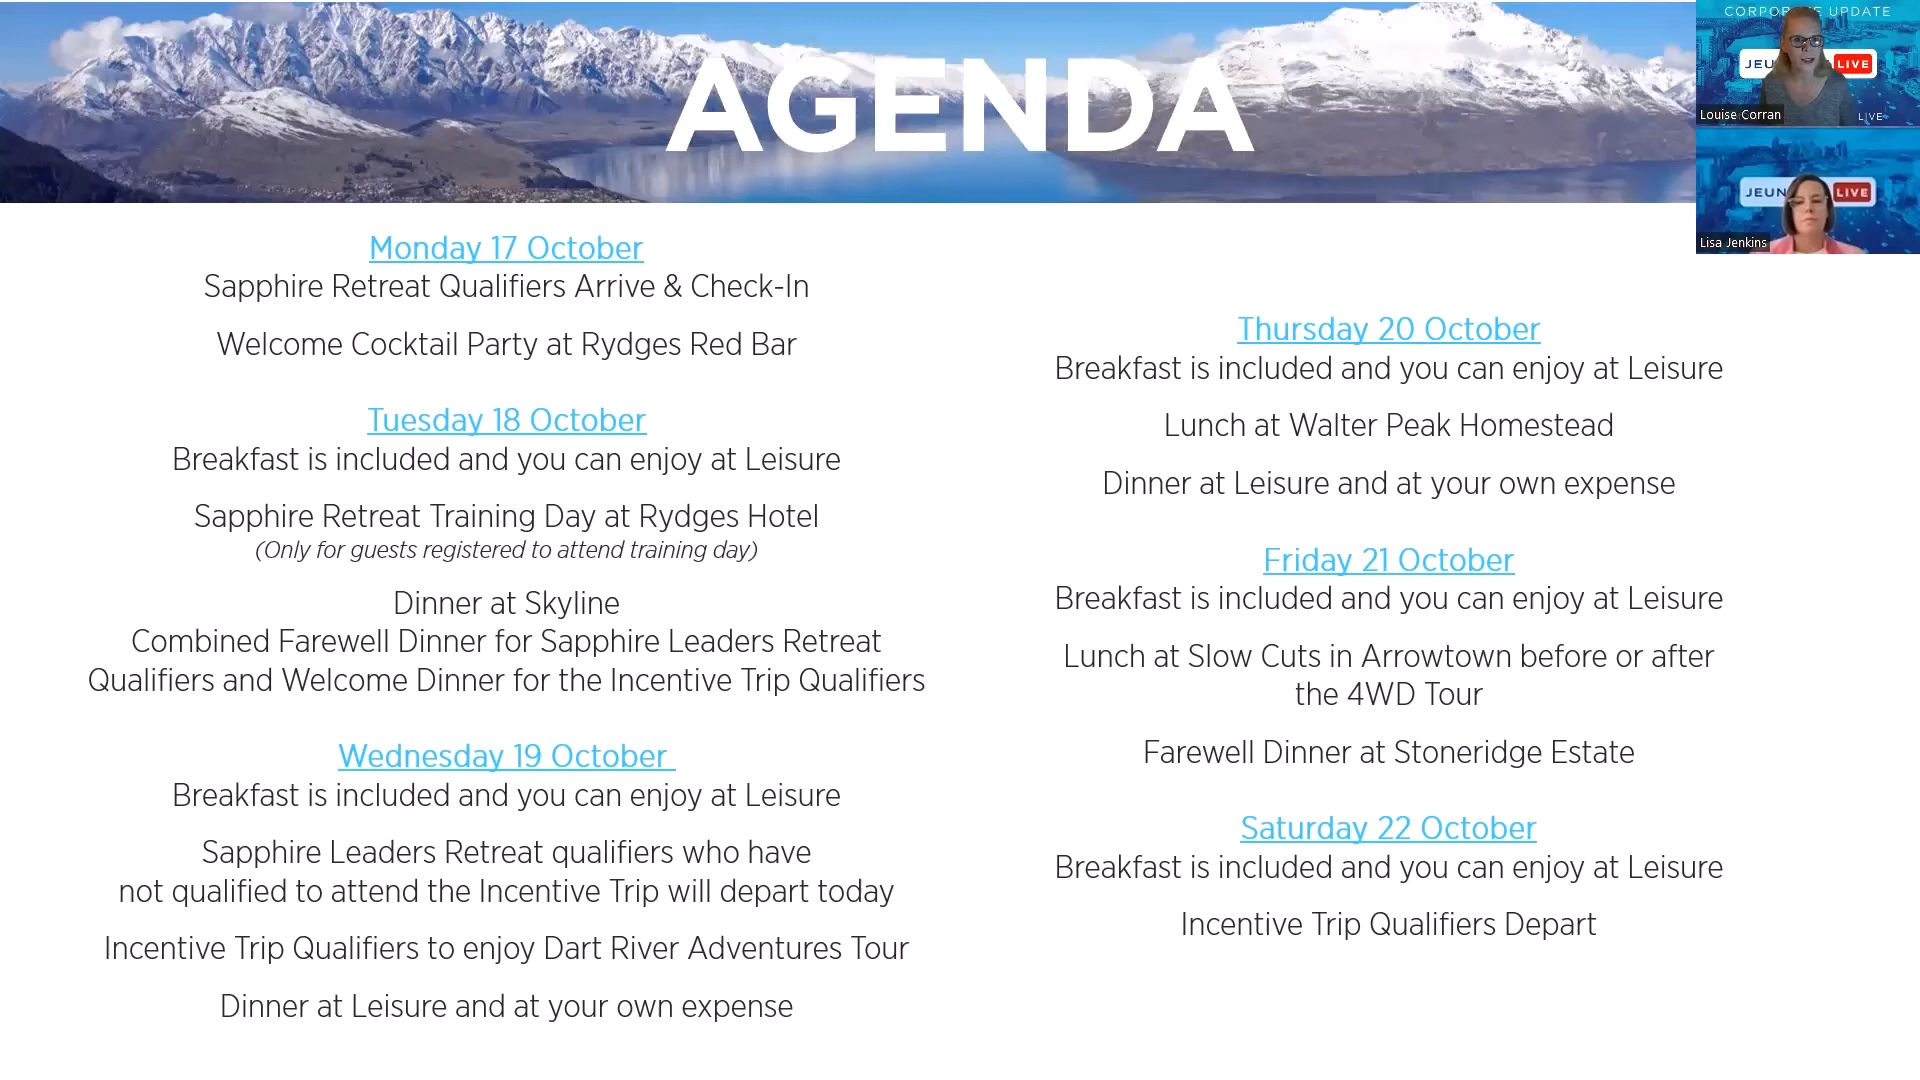 AGENDA
Monday 17 October
Sapphire Retreat Qualifiers Arrive & Check-In
Welcome Cocktail Party at Rydges Red Bar
Tuesday 18 October
Breakfast is included and you can enjoy at Leisure
Sapphire Retreat Training Day at Rydges Hotel
(Only for guests registered to attend training day)
Dinner at Skyline
Combined Farewell Dinner for Sapphire Leaders Retreat
Qualifiers and Welcome Dinner for the Incentive Trip Qualifiers
Wednesday 19 October
Breakfast is included and you can enjoy at Leisure
Sapphire Leaders Retreat qualifiers who have
not qualified to attend the Incentive Trip will depart today
Incentive Trip Qualifiers to enjoy Dart River Adventures Tour
Dinner at Leisure and at your own expense
Thursday 20 October
Breakfast is included and you can enjoy at Leisure
Lunch at Walter Peak Homestead
Dinner at Leisure and at your own expense
Friday 21 October
Breakfast is included and you can enjoy at Leisure
Lunch at Slow Cuts in Arrowtown before or after
the 4WD Tour
Farewell Dinner at Stoneridge Estate
Saturday 22 October
Breakfast is included and you can enjoy at Leisure
Incentive Trip Qualifiers Depart
UPDATE
LIVE
Louise Corran
LIVE
LIVE
Lisa Jenkins